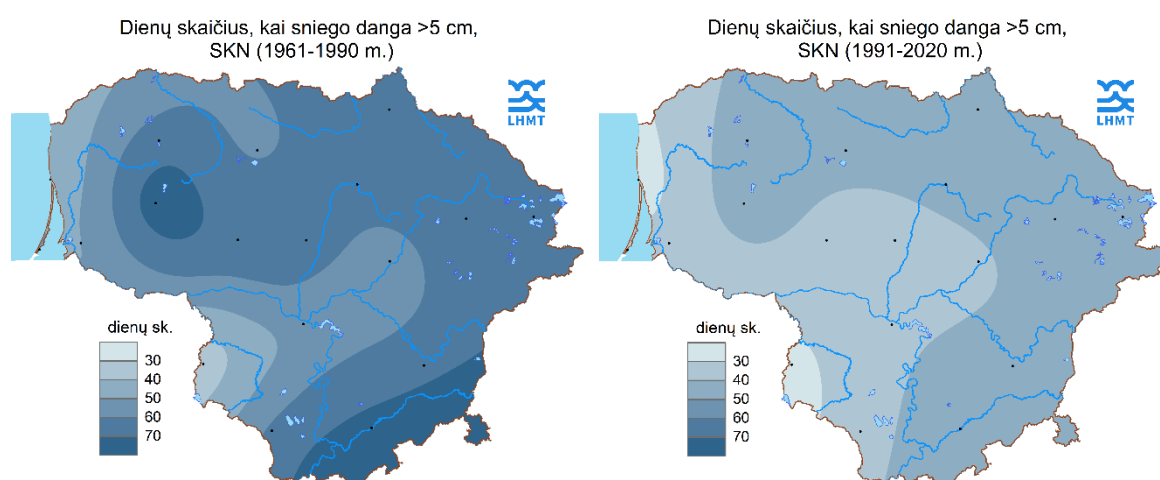 Dienų skaičius, kai sniego danga >5 cm,
SKN (1961-1990 m.)
LHMT
dienų sk.
30
40
50
60
70
Dienų skaičius, kai sniego danga >5 cm,
SKN (1991-2020 m.)
LHMT
dienų sk.
30
40
50
60
70